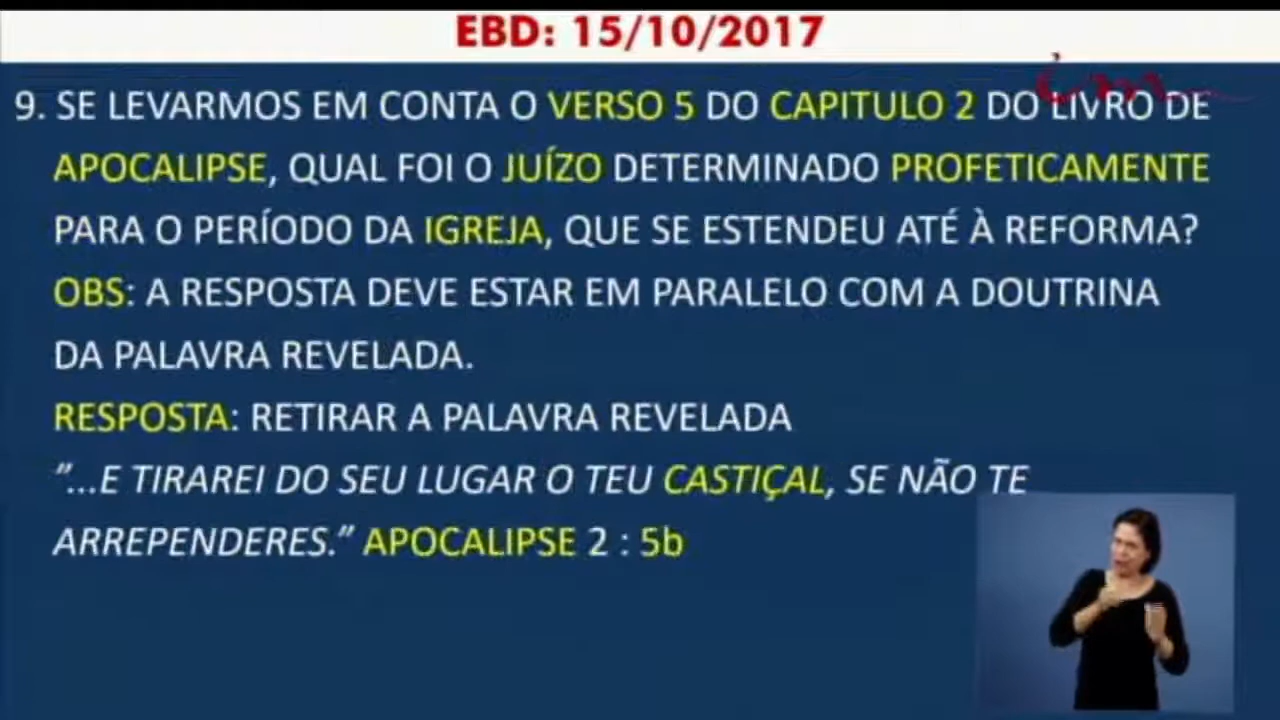 EBD: 15/10/2017
9. SE LEVARMOS EM CONTA O VERSO 5 DO CAPITULO 2 DO LIVRO DE
APOCALIPSE, QUAL FOI O JUÍZO DETERMINADO PROFETICAMENTE
PARA O PERÍODO DA IGREJA, QUE SE ESTENDEU ATÉ À REFORMA?
OBS: A RESPOSTA DEVE ESTAR EM PARALELO COM A DOUTRINA
DA PALAVRA REVELADA.
RESPOSTA: RETIRAR A PALAVRA REVELADA
"...E TIRAREI DO SEU LUGAR O TEU CASTIÇAL, SE NÃO TE
ARREPENDERES." APOCALIPSE 2 : 5b